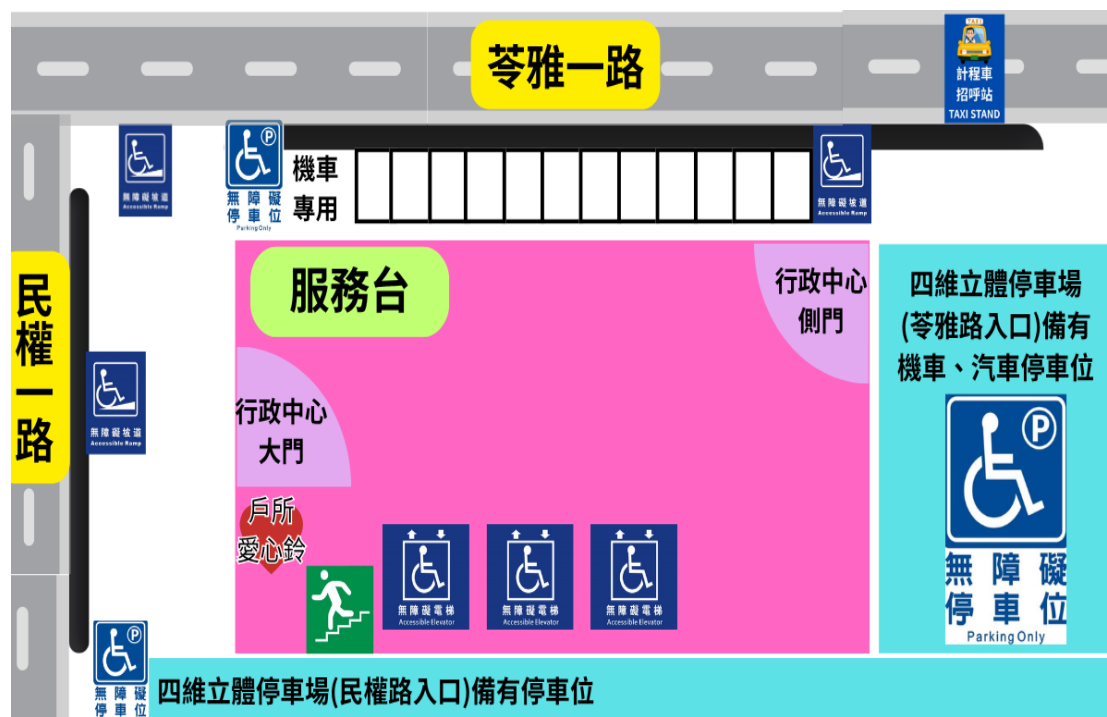 苓雅一路
TAXI
計程車
招呼站
TAXI STAND
無障礙坡道
Accessible Ramp
P
無障礙
停車位
Parking Only
機車
專用
無障礙坡道
Accessible Ramp
民權一路
服務台
行政中心
側門
四維立體停車場
(苓雅路入口)備有
機車、汽車停車位
P
無障礙
停車位
Parking Only
無障礙坡道
Accessible Ramp
行政中心
大門
戶所
愛心鈴
無障礙電梯
Accessible Elevator
無障礙電梯
Accessible Elevator
無障礙電梯
Accessible Elevator
P
無障礙
停車位
四維立體停車場(民權路入口)備有停車位